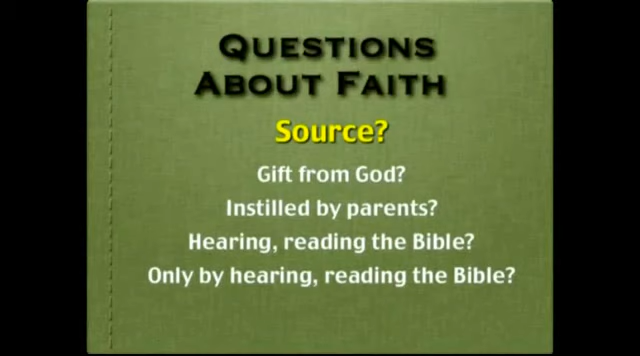 QUESTIONS
ABOUT FAITH
Source?
Gift from God?
Instilled by parents?
Hearing, reading the Bible?
Only by hearing, reading the Bible?